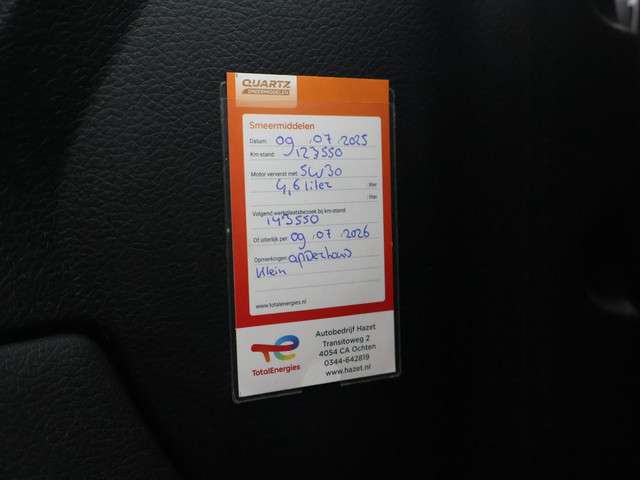 QUARTZ
SMEERMIDDELEN
Smeermiddelen
Datum: 09 . 07 . 2025
Km-stand: 123550
Motor ververst met 5W30
4,6 liter liter
liter
Volgend werkplaatsbezoek bij km-stand:
143550
Of uiterlijk per 09 . 07 . 2026
Opmerkingen onderhoud
klein
www.totalenergies.nl
TotalEnergies
Autobedrijf Hazet
Transitoweg 2
4054 CA Ochten
0344-642819
www.hazet.nl